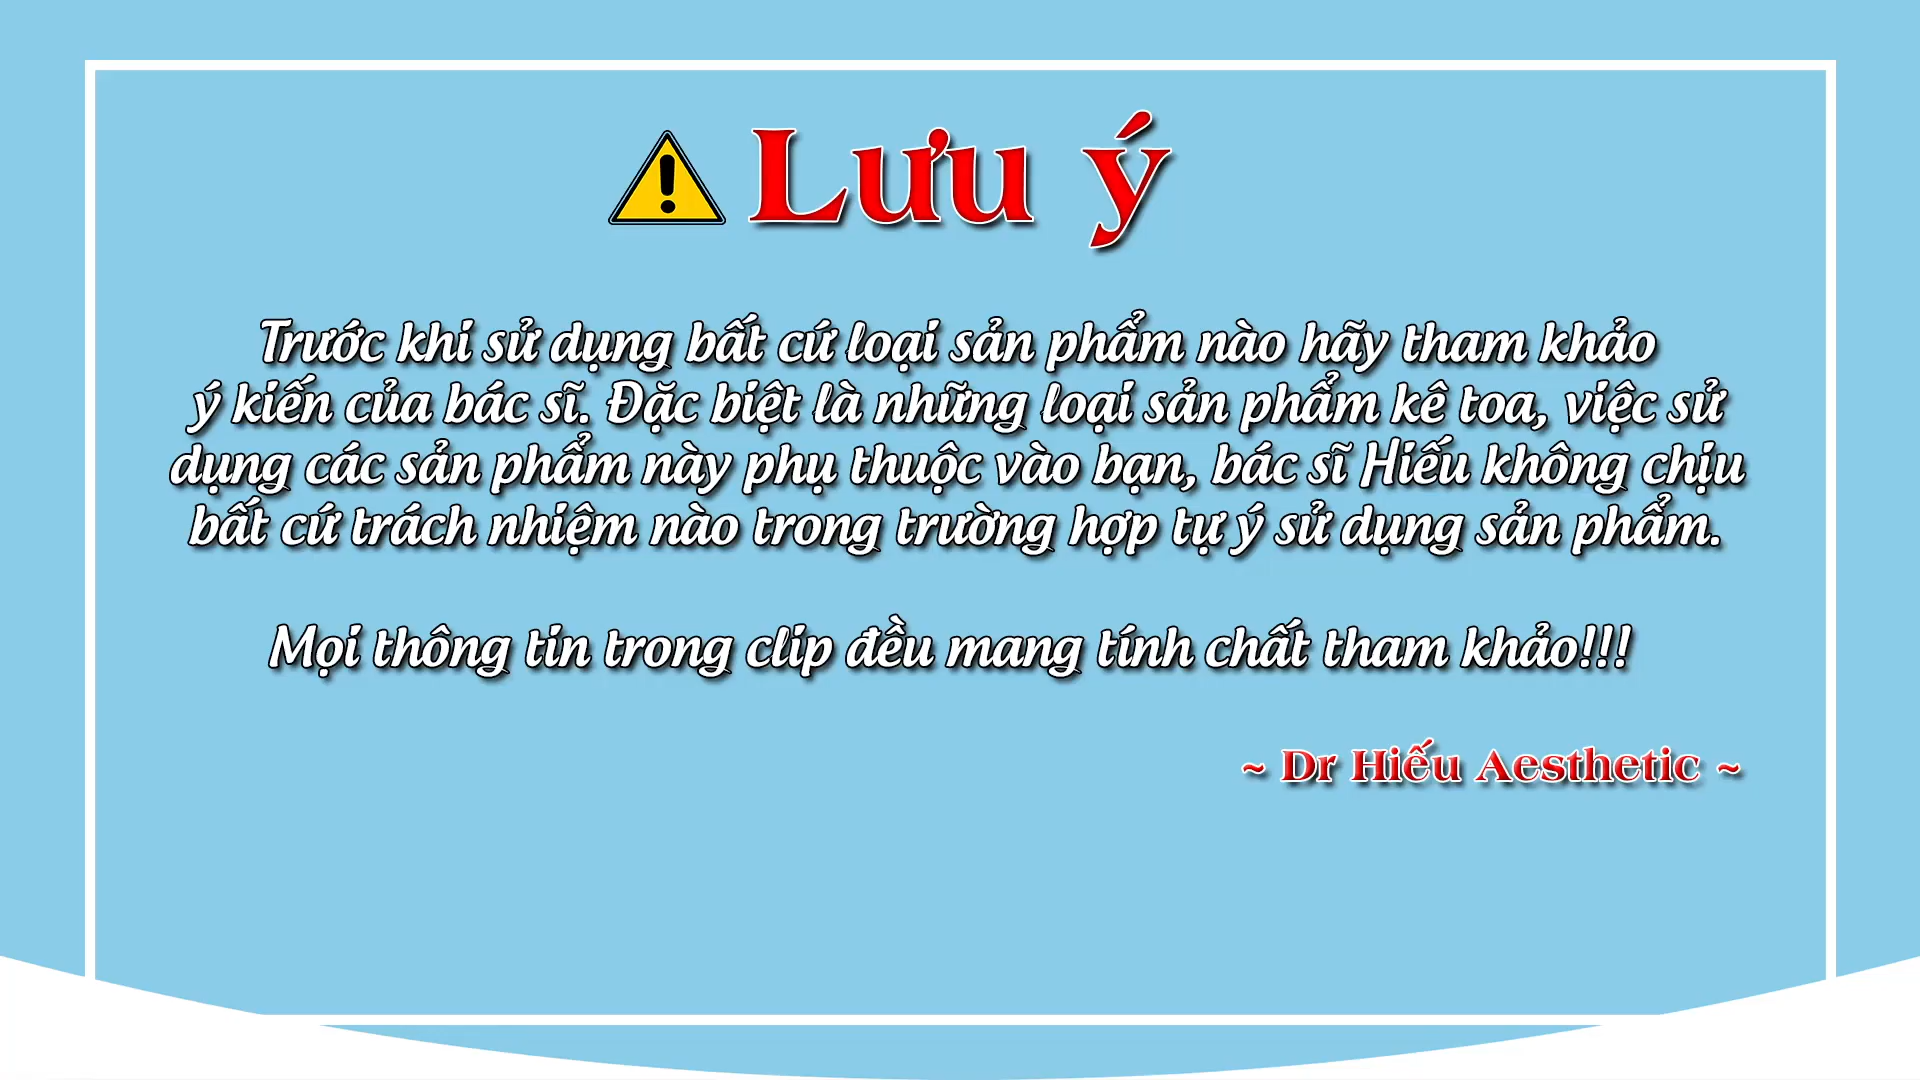 Lưu ý
Trước khi sử dụng bất cứ loại sản phẩm nào hãy tham khảo
ý kiến của bác sĩ. Đặc biệt là những loại sản phẩm kê toa, việc sử
dụng các sản phẩm này phụ thuộc vào bạn, bác sĩ Hiếu không chịu
bất cứ trách nhiệm nào trong trường hợp tự ý sử dụng sản phẩm.
Mọi thông tin trong clip đều mang tính chất tham khảo!!!
~ Dr Hiếu Aesthetic ~